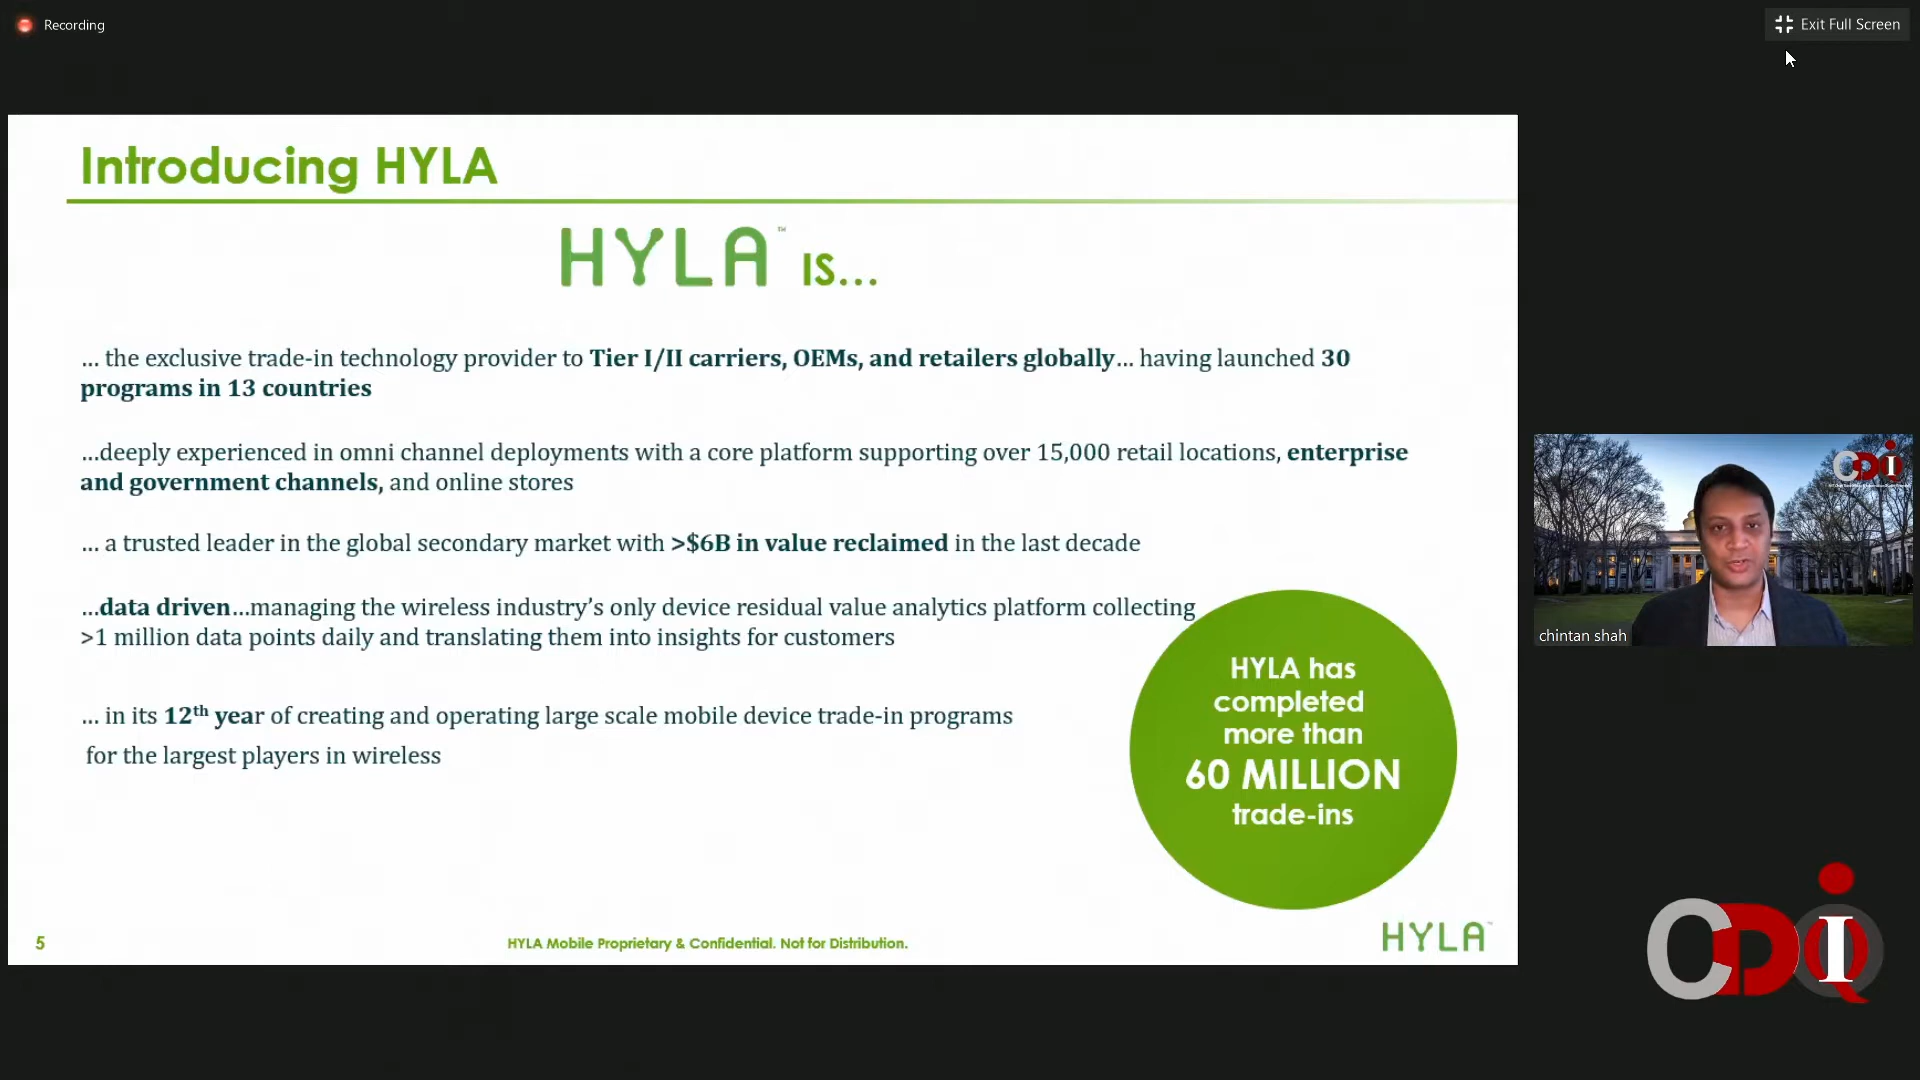 Recording
Exit Full Screen
Introducing HYLA
HYLA™ IS...
... the exclusive trade-in technology provider to Tier I/II carriers, OEMs, and retailers globally... having launched 30
programs in 13 countries
...deeply experienced in omni channel deployments with a core platform supporting over 15,000 retail locations, enterprise
and government channels, and online stores
... a trusted leader in the global secondary market with >$6B in value reclaimed in the last decade
...data driven...managing the wireless industry's only device residual value analytics platform collecting
>1 million data points daily and translating them into insights for customers
... in its 12th year of creating and operating large scale mobile device trade-in programs
for the largest players in wireless
HYLA has
completed
more than
60 MILLION
trade-ins
5
HYLA Mobile Proprietary & Confidential. Not for Distribution.
HYLA™
CDIQ
chintan shah
CDIQ